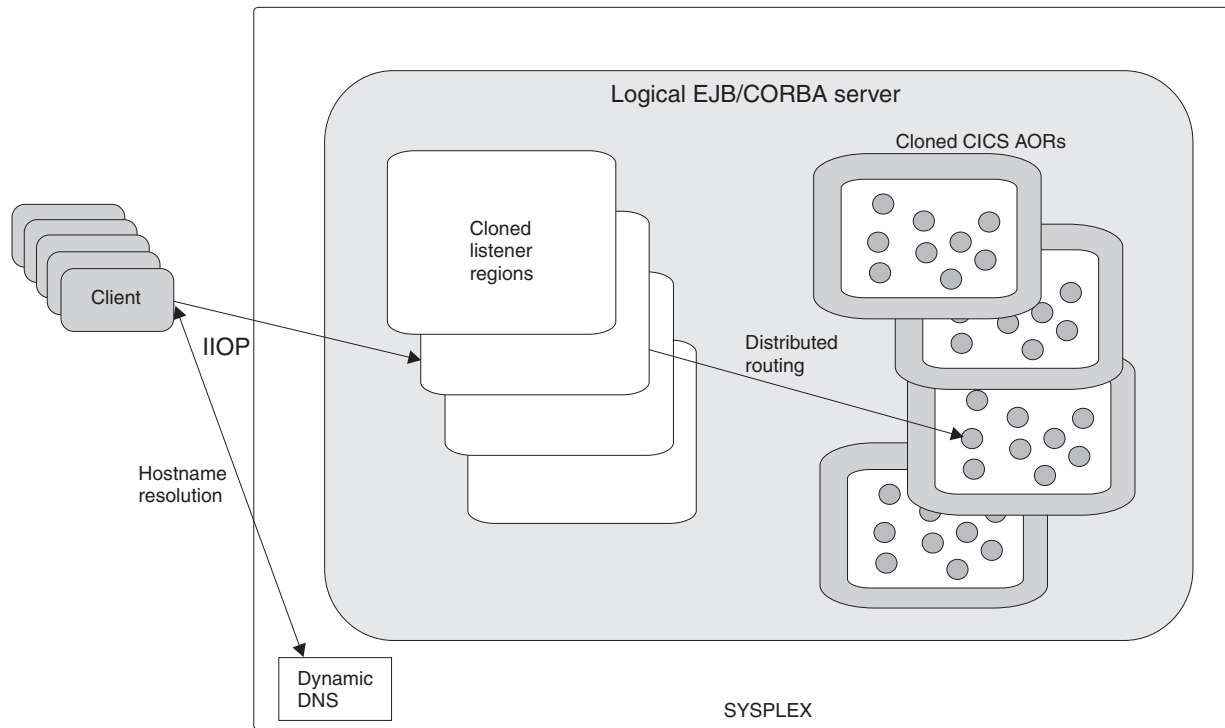 Logical EJB/CORBA server
Cloned CICS AORs
Cloned
listener
regions
Client
IIOP
Distributed
routing
Hostname
resolution
Dynamic
DNS
SYSPLEX